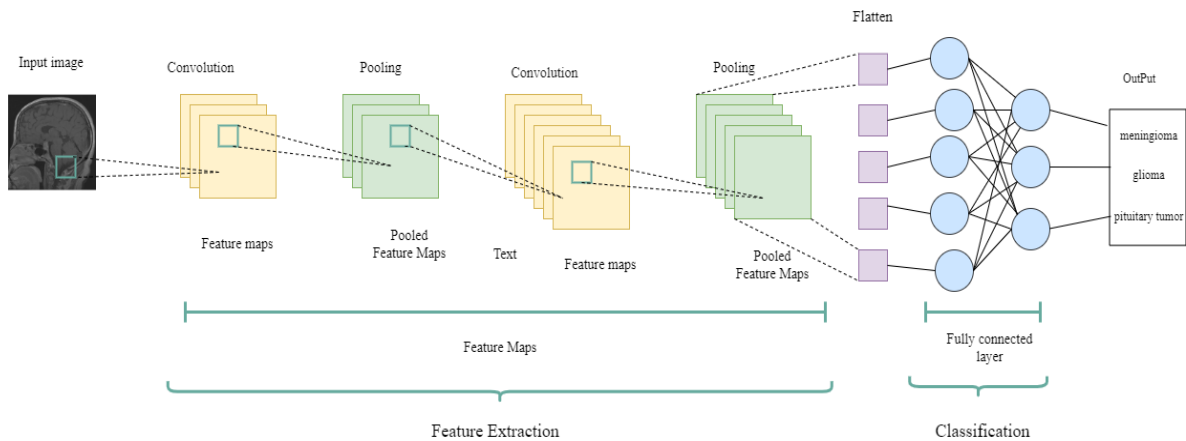 Flatten
Input image
Convolution
Pooling
Convolution
Pooling
OutPut
meningioma
glioma
pituitary tumor
Feature maps
Pooled
Feature Maps
Text
Feature maps
Pooled
Feature Maps
Feature Maps
Fully connected
layer
Feature Extraction
Classification